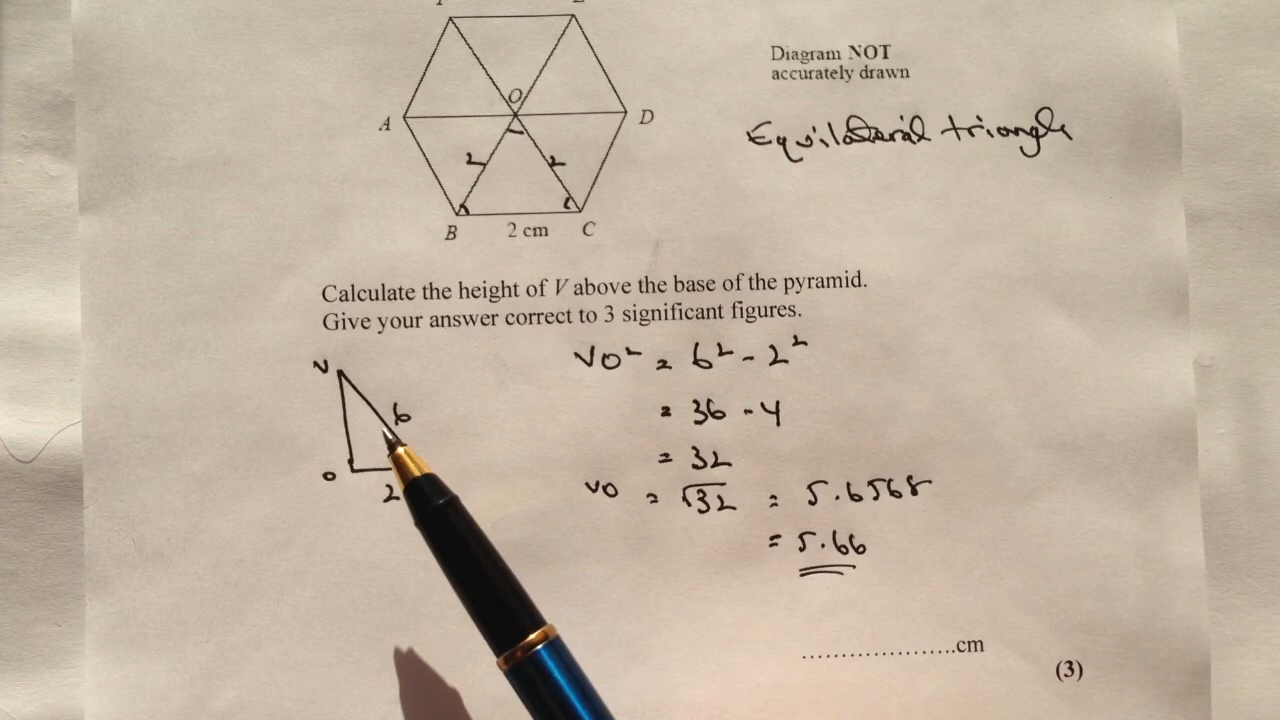 O
A
D
2
2
B
2 cm
C
Diagram NOT
accurately drawn
Equilateral triangle
Calculate the height of V above the base of the pyramid.
Give your answer correct to 3 significant figures.
V
6
O
2
VO² = 6² - 2²
= 36 - 4
= 32
VO = √32 = 5.6568
= 5.66
....................cm
(3)